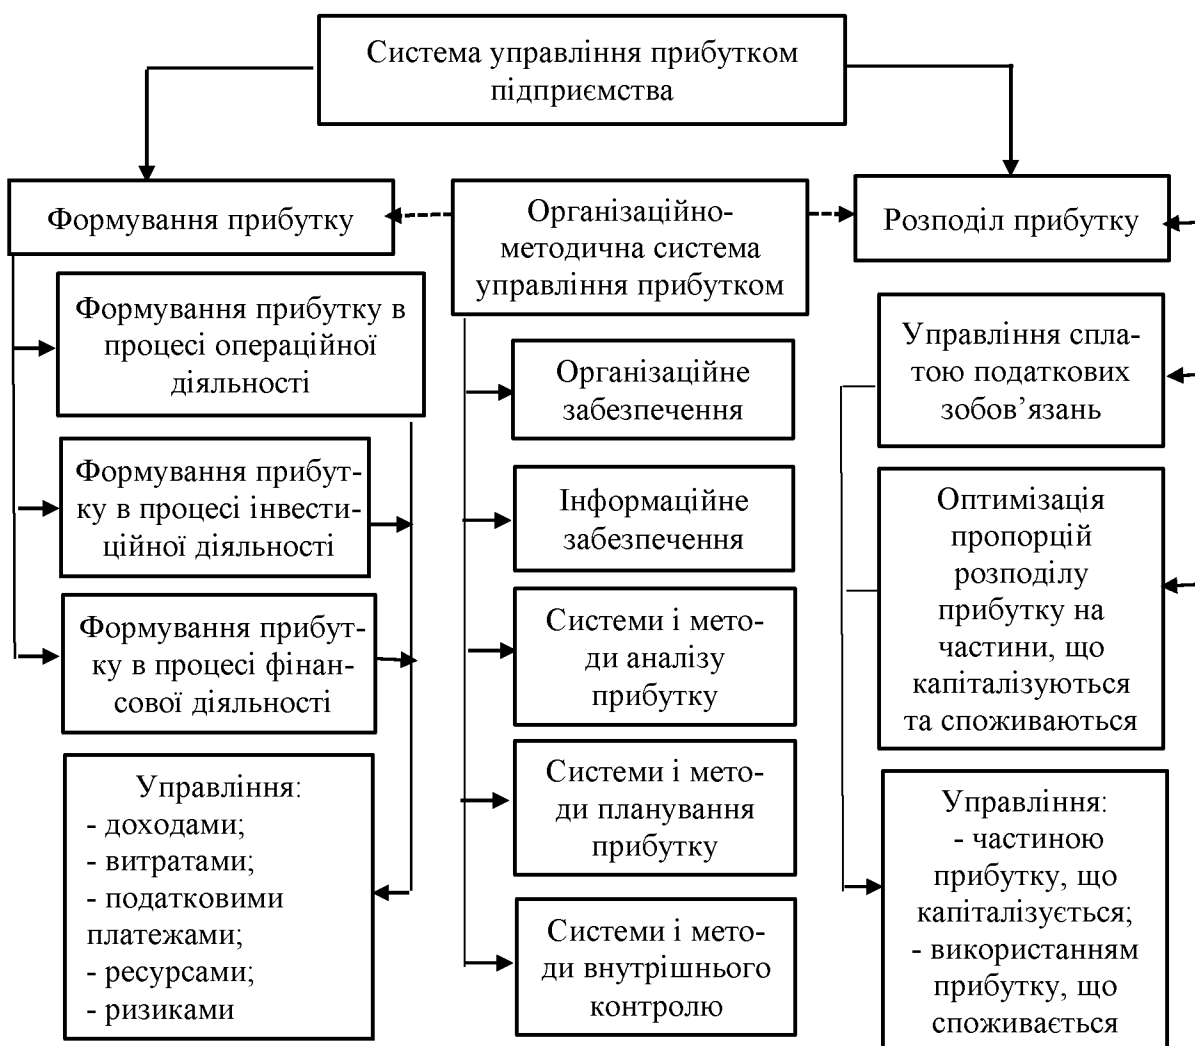 Система управління прибутком
підприємства
Формування прибутку
Формування прибутку в
процесі операційної
діяльності
Формування прибут-
ку в процесі інвести-
ційної діяльності
Формування прибут-
ку в процесі фінан-
сової діяльності
Управління:
- доходами;
- витратами;
- податковими
платежами;
- ресурсами;
- ризиками
Організаційно-
методична система
управління прибутком
Організаційне
забезпечення
Інформаційне
забезпечення
Системи і мето-
ди аналізу
прибутку
Системи і мето-
ди планування
прибутку
Системи і мето-
ди внутрішнього
контролю
Розподіл прибутку
Управління спла-
тою податкових
зобов’язань
Оптимізація
пропорцій
розподілу
прибутку на
частини, що
капіталізуються
та споживаються
Управління:
- частиною
прибутку, що
капіталізується;
- використанням
прибутку, що
споживається